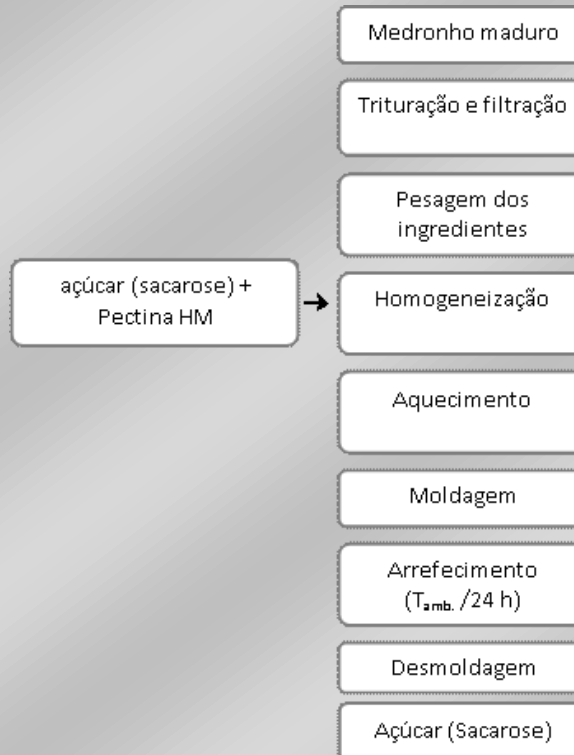 Medronho maduro
Trituração e filtração
Pesagem dos
ingredientes
açúcar (sacarose) +
Pectina HM
Homogeneização
Aquecimento
Moldagem
Arrefecimento
(Tamb. /24 h)
Desmoldagem
Açúcar (Sacarose)